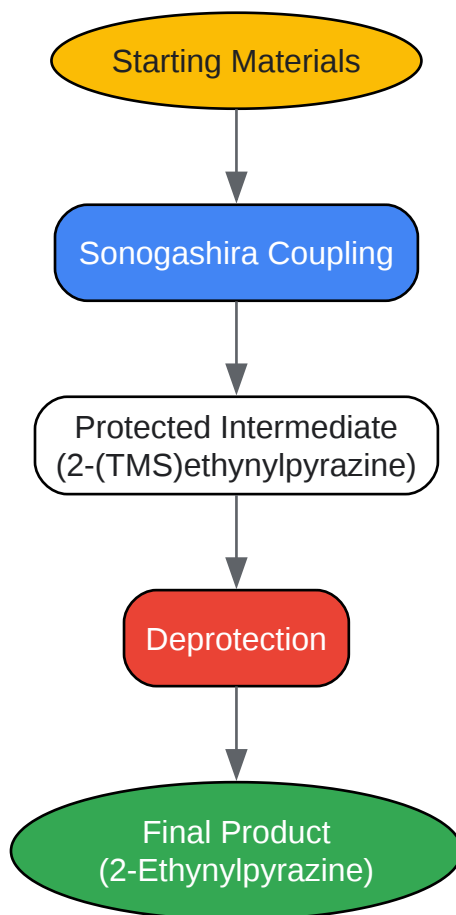 Starting Materials
Sonogashira Coupling
Protected Intermediate
(2-(TMS)ethynylpyrazine)
Deprotection
Final Product
(2-Ethynylpyrazine)